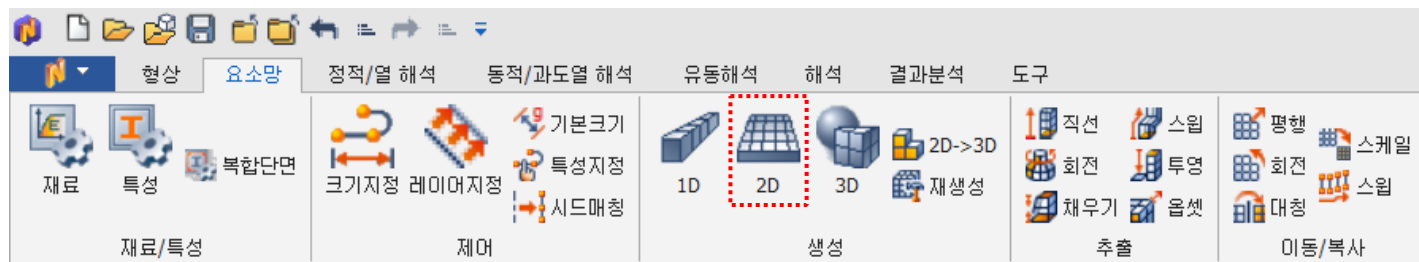 형상 요소망 정적/열 해석 동적/과도열 해석 유동해석 해석 결과분석 도구
재료 특성 복합단면
재료/특성
크기지정 레이어지정 기본크기
특성지정
시드매칭
제어
1D 2D 3D 2D->3D
재생성
생성
직선 스윕
회전 투영
채우기 옵셋
추출
평행 스케일
회전 스윕
대칭
이동/복사